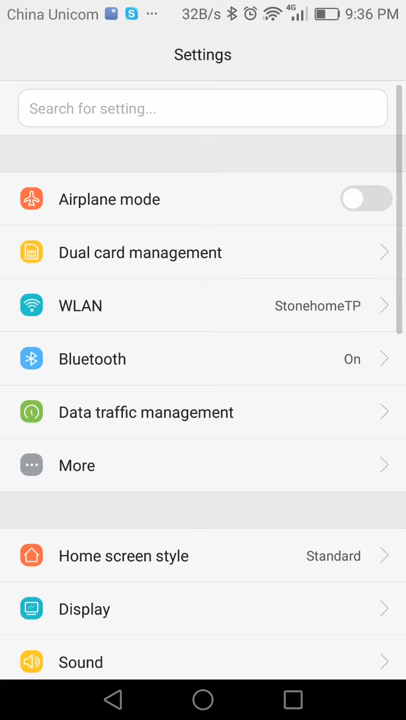 China Unicom ... 32B/s 4G 9:36 PM
Settings
Search for setting...
Airplane mode
Dual card management
WLAN StonehomeTP
Bluetooth On
Data traffic management
More
Home screen style Standard
Display
Sound